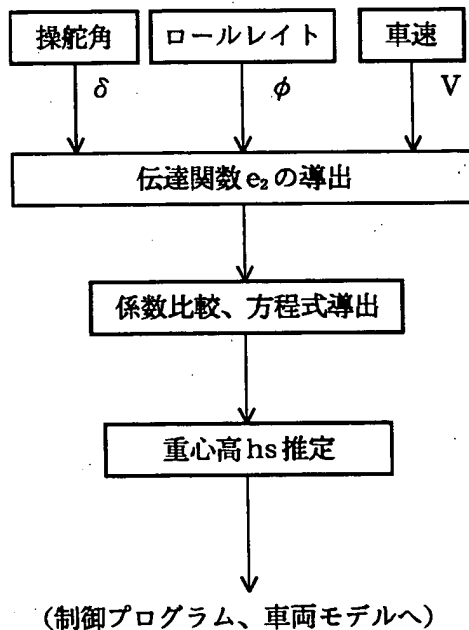 操舵角 ロールレイト 車速
δ φ V
伝達関数e₂の導出
係数比較、方程式導出
重心高hs推定
(制御プログラム、車両モデルへ)